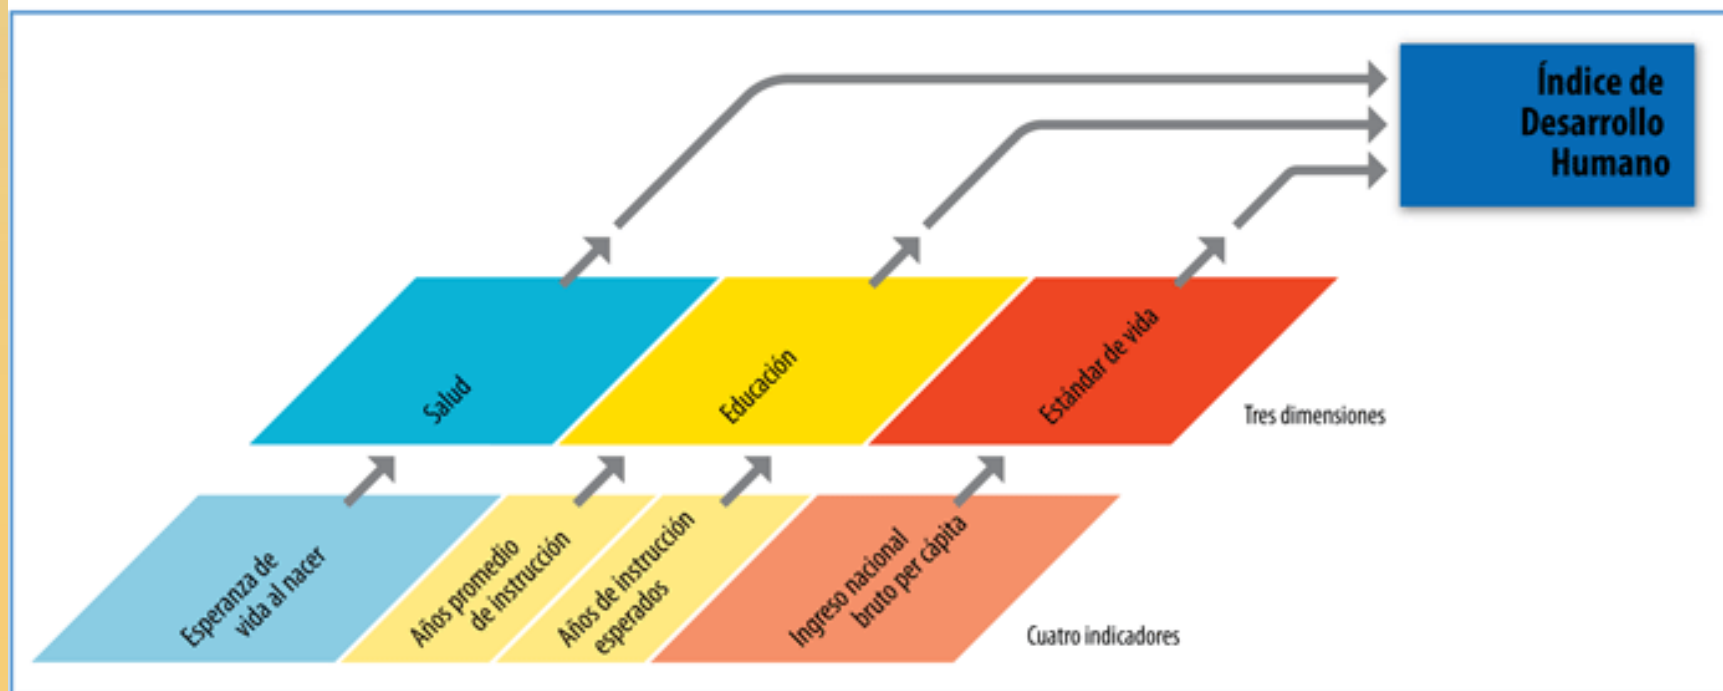 Índice de
Desarrollo
Humano
Salud
Educación
Estándar de vida
Tres dimensiones
Esperanza de
vida al nacer
Años promedio
de instrucción
Años de instrucción
esperados
Ingreso nacional
bruto per cápita
Cuatro indicadores